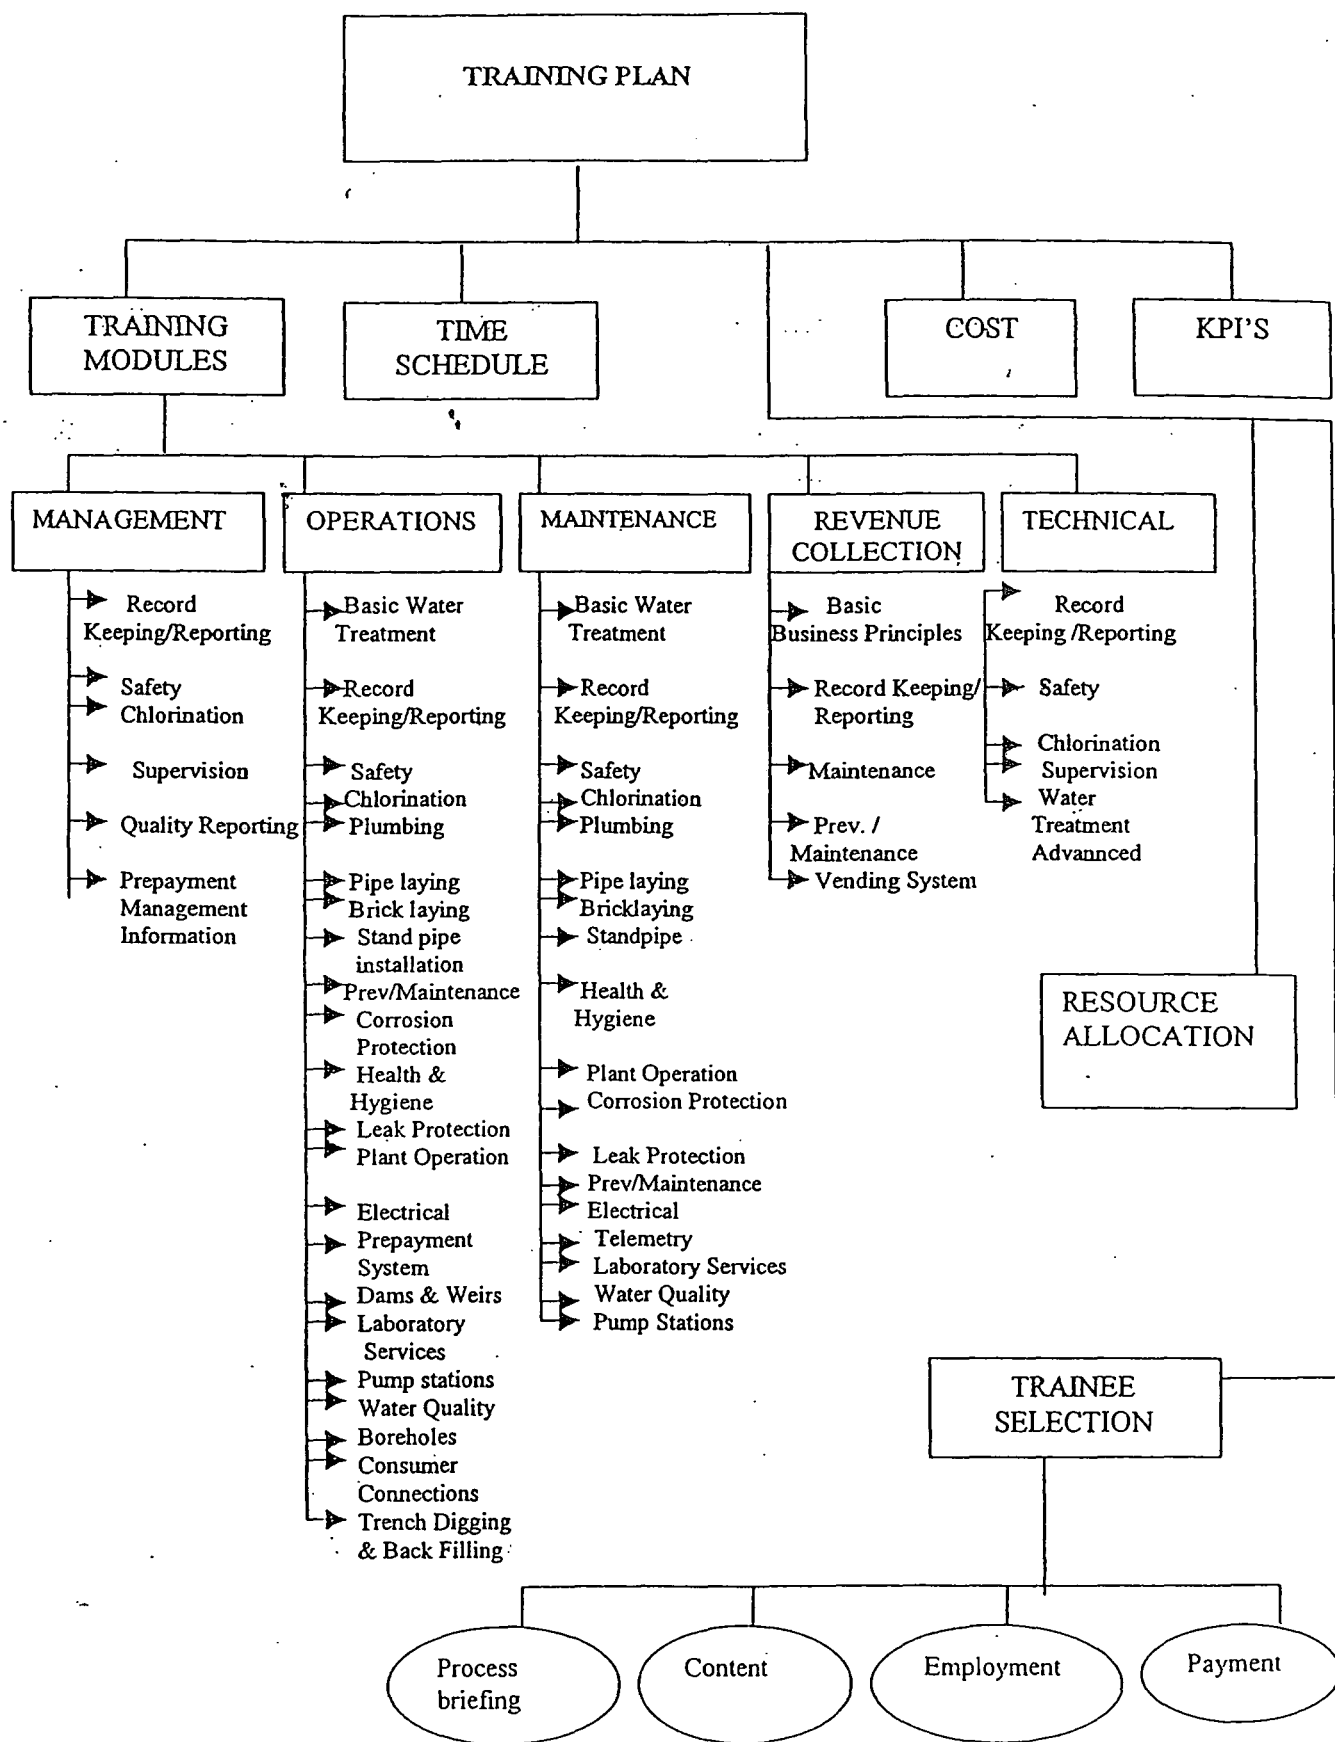 TRAINING PLAN
TRAINING
MODULES
TIME
SCHEDULE
COST
KPI'S
MANAGEMENT
Record
Keeping/Reporting
Safety
Chlorination
Supervision
Quality Reporting
Prepayment
Management
Information
OPERATIONS
Basic Water
Treatment
Record
Keeping/Reporting
Safety
Chlorination
Plumbing
Pipe laying
Brick laying
Stand pipe
installation
Prev/Maintenance
Corrosion
Protection
Health &
Hygiene
Leak Protection
Plant Operation
Electrical
Prepayment
System
Dams & Weirs
Laboratory
Services
Pump stations
Water Quality
Boreholes
Consumer
Connections
Trench Digging
& Back Filling
MAINTENANCE
Basic Water
Treatment
Record
Keeping/Reporting
Safety
Chlorination
Plumbing
Pipe laying
Bricklaying
Standpipe
Health &
Hygiene
Plant Operation
Corrosion Protection
Leak Protection
Prev/Maintenance
Electrical
Telemetry
Laboratory Services
Water Quality
Pump Stations
REVENUE
COLLECTION
Basic
Business Principles
Record Keeping/
Reporting
Maintenance
Prev. /
Maintenance
Vending System
TECHNICAL
Record
Keeping /Reporting
Safety
Chlorination
Supervision
Water
Treatment
Advannced
RESOURCE
ALLOCATION
TRAINEE
SELECTION
Process
briefing
Content
Employment
Payment